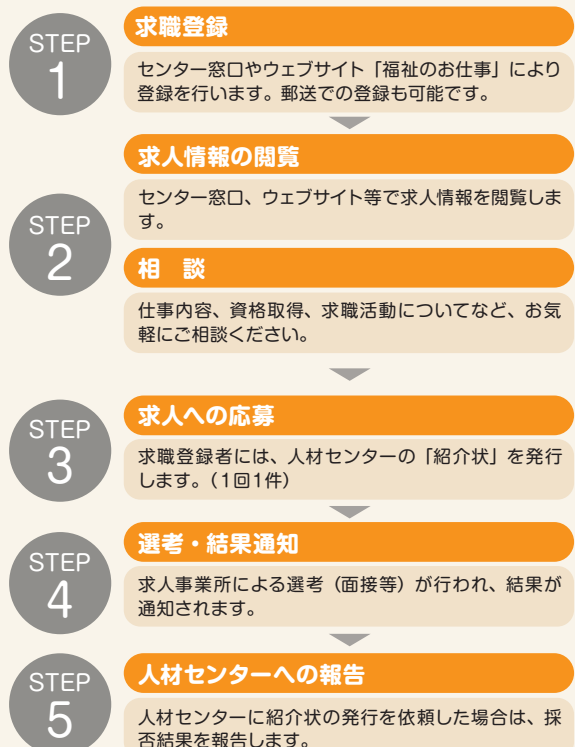 STEP
1
求職登録
センター窓口やウェブサイト「福祉のお仕事」により
登録を行います。郵送での登録も可能です。
STEP
2
求人情報の閲覧
センター窓口、ウェブサイト等で求人情報を閲覧しま
す。
相　談
仕事内容、資格取得、求職活動についてなど、お気
軽にご相談ください。
STEP
3
求人への応募
求職登録者には、人材センターの「紹介状」を発行
します。（1回1件）
STEP
4
選考・結果通知
求人事業所による選考（面接等）が行われ、結果が
通知されます。
STEP
5
人材センターへの報告
人材センターに紹介状の発行を依頼した場合は、採
否結果を報告します。